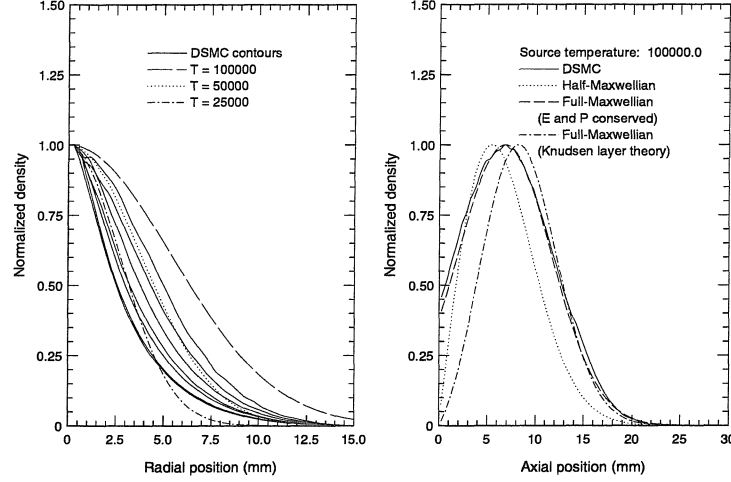 1.50
1.25
1.00
0.75
0.50
0.25
0
Normalized density
DSMC contours
T = 100000
T = 50000
T = 25000
0
2.5
5.0
7.5
10.0
12.5
15.0
Radial position (mm)
1.50
1.25
1.00
0.75
0.50
0.25
0
Normalized density
Source temperature: 100000.0
DSMC
Half-Maxwellian
Full-Maxwellian
(E and P conserved)
Full-Maxwellian
(Knudsen layer theory)
0
5
10
15
20
25
30
Axial position (mm)